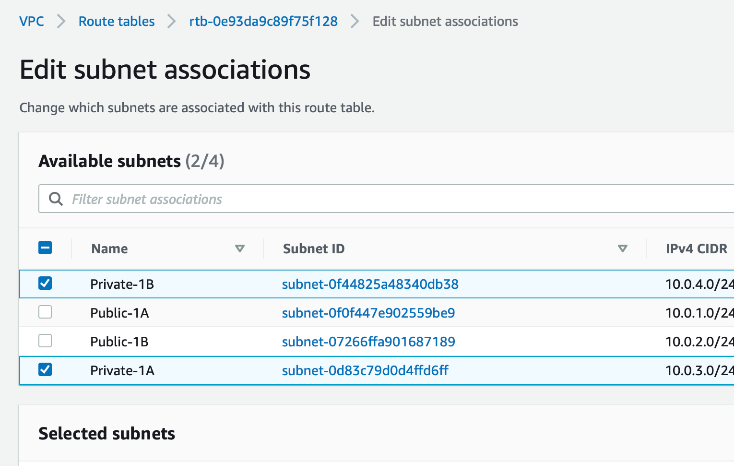 VPC > Route tables > rtb-0e93da9c89f75f128 > Edit subnet associations
Edit subnet associations
Change which subnets are associated with this route table.
Available subnets (2/4)
Filter subnet associations
Name Subnet ID IPv4 CIDR
Private-1B subnet-0f44825a48340db38 10.0.4.0/24
Public-1A subnet-0f0f447e902559be9 10.0.1.0/24
Public-1B subnet-07266ffa901687189 10.0.2.0/24
Private-1A subnet-0d83c79d0d4ffd6ff 10.0.3.0/24
Selected subnets